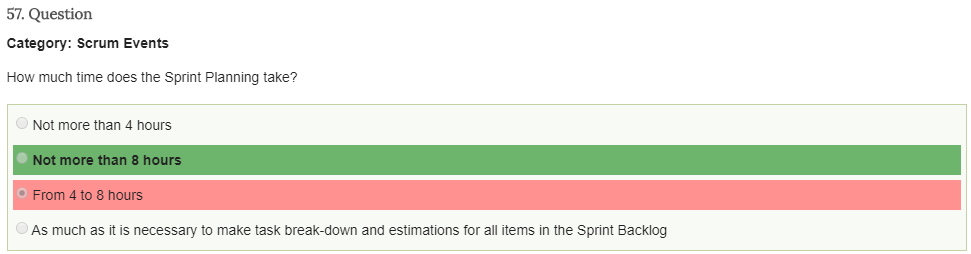 57. Question
Category: Scrum Events
How much time does the Sprint Planning take?
Not more than 4 hours
Not more than 8 hours
From 4 to 8 hours
As much as it is necessary to make task break-down and estimations for all items in the Sprint Backlog